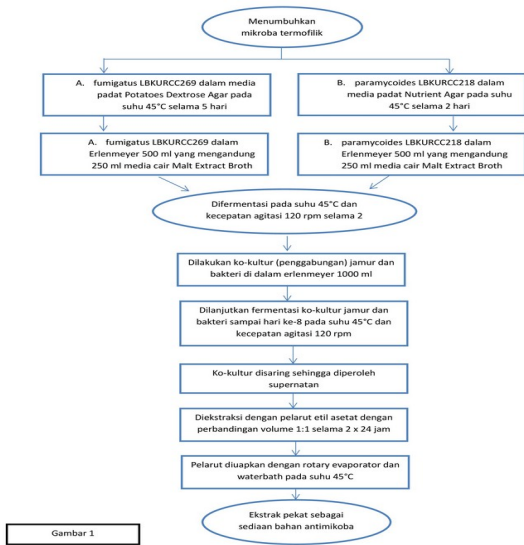 Menumbuhkan
mikroba termofilik
A. fumigatus LBKURCC269 dalam media
padat Potatoes Dextrose Agar pada
suhu 45°C selama 5 hari
B. paramycoides LBKURCC218 dalam
media padat Nutrient Agar pada suhu
45°C selama 2 hari
A. fumigatus LBKURCC269 dalam
Erlenmeyer 500 ml yang mengandung
250 ml media cair Malt Extract Broth
B. paramycoides LBKURCC218 dalam
Erlenmeyer 500 ml yang mengandung
250 ml media cair Malt Extract Broth
Difermentasi pada suhu 45°C dan
kecepatan agitasi 120 rpm selama 2
Dilakukan ko-kultur (penggabungan) jamur dan
bakteri di dalam erlenmeyer 1000 ml
Dilanjutkan fermentasi ko-kultur jamur dan
bakteri sampai hari ke-8 pada suhu 45°C dan
kecepatan agitasi 120 rpm
Ko-kultur disaring sehingga diperoleh
supernatan
Diekstraksi dengan pelarut etil asetat dengan
perbandingan volume 1:1 selama 2 x 24 jam
Pelarut diuapkan dengan rotary evaporator dan
waterbath pada suhu 45°C
Ekstrak pekat sebagai
sediaan bahan antimikoba
Gambar 1